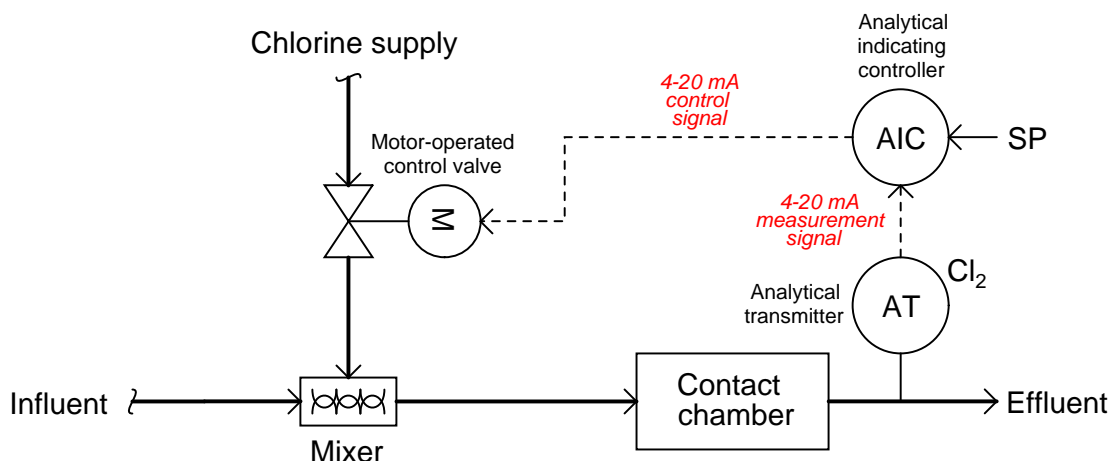 Chlorine supply
Analytical
indicating
controller
4-20 mA
control
signal
AIC
SP
Motor-operated
control valve
M
4-20 mA
measurement
signal
Cl2
Analytical
transmitter
AT
Influent
Contact
chamber
Effluent
Mixer